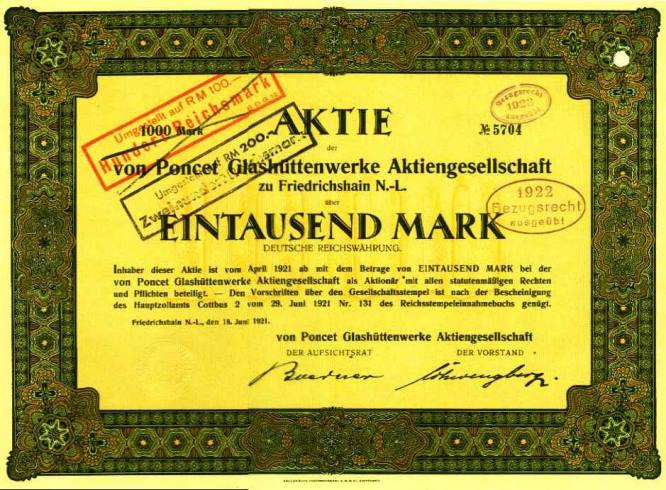 Umgestellt auf RM 100.—
Hundert Reichsmark
1000 Mark
Umgestellt auf RM 200.—
Zweihundert Reichsmark
AKTIE
№ 5704
Bezugsrecht
1922
ausgeübt
der
von Poncet Glashüttenwerke Aktiengesellschaft
zu Friedrichshain N.-L.
über
1922
Bezugsrecht
ausgeübt
EINTAUSEND MARK
DEUTSCHE REICHSWÄHRUNG.
Inhaber dieser Aktie ist vom April 1921 ab mit dem Betrage von EINTAUSEND MARK bei der
von Poncet Glashüttenwerke Aktiengesellschaft als Aktionär mit allen statutenmäßigen Rechten
und Pflichten beteiligt. — Den Vorschriften über den Gesellschaftsstempel ist nach der Bescheinigung
des Hauptzollamts Cottbus 2 vom 29. Juni 1921 Nr. 131 des Reichsstempeleinnahmebuchs genügt.
Friedrichshain N.-L., den 18. Juni 1921.
von Poncet Glashüttenwerke Aktiengesellschaft
DER AUFSICHTSRAT
DER VORSTAND